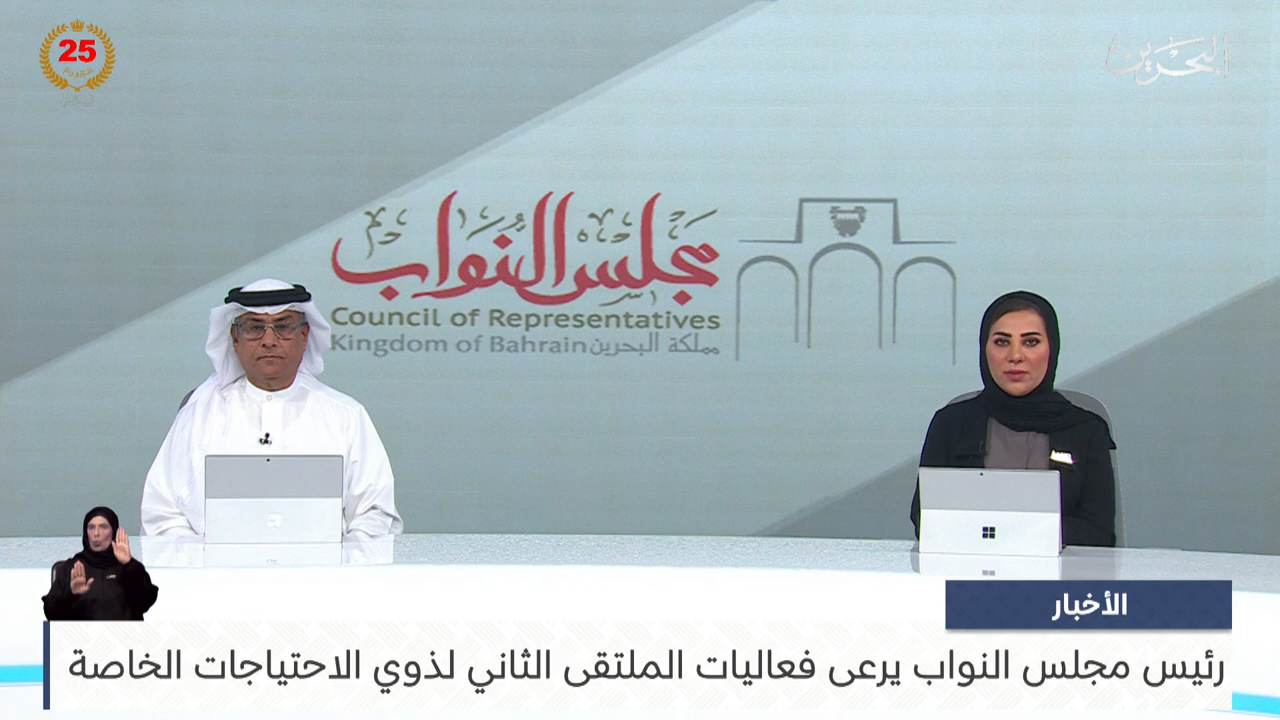 25
البحرين
مجلس النواب
Council of Representatives
Kingdom of Bahrain مملكة البحرين
الأخبار
رئيس مجلس النواب يرعى فعاليات الملتقى الثاني لذوي الاحتياجات الخاصة